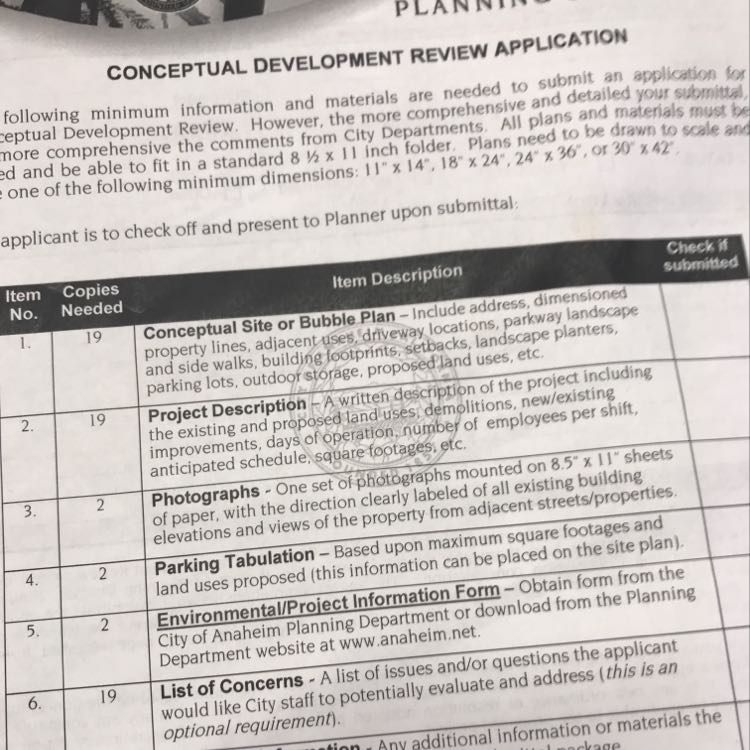 PLANNING
CONCEPTUAL DEVELOPMENT REVIEW APPLICATION
following minimum information and materials are needed to submit an application for
ceptual Development Review. However, the more comprehensive and detailed your submittal,
more comprehensive the comments from City Departments. All plans and materials must be
ed and be able to fit in a standard 8 ½ x 11 inch folder. Plans need to be drawn to scale and
one of the following minimum dimensions: 11" x 14", 18" x 24", 24" x 36", or 30" x 42".
applicant is to check off and present to Planner upon submittal:
Item No.
Copies Needed
Item Description
Check if submitted
1.
19
Conceptual Site or Bubble Plan – Include address, dimensioned
property lines, adjacent uses, driveway locations, parkway landscape
and side walks, building footprints, setbacks, landscape planters,
parking lots, outdoor storage, proposed land uses, etc.
2.
19
Project Description - A written description of the project including
the existing and proposed land uses, demolitions, new/existing
improvements, days of operation, number of employees per shift,
anticipated schedule, square footages, etc.
3.
2
Photographs - One set of photographs mounted on 8.5" x 11" sheets
of paper, with the direction clearly labeled of all existing building
elevations and views of the property from adjacent streets/properties.
4.
2
Parking Tabulation – Based upon maximum square footages and
land uses proposed (this information can be placed on the site plan).
5.
2
Environmental/Project Information Form – Obtain form from the
City of Anaheim Planning Department or download from the Planning
Department website at www.anaheim.net.
6.
19
List of Concerns - A list of issues and/or questions the applicant
would like City staff to potentially evaluate and address (this is an
optional requirement).
- Any additional information or materials the
package